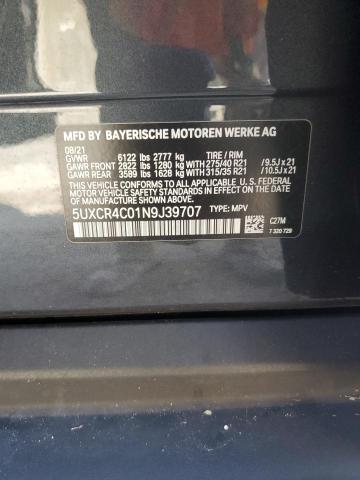 MFD BY BAYERISCHE MOTOREN WERKE AG
08/21
GVWR 6122 lbs 2777 kg TIRE / RIM
GAWR FRONT 2822 lbs 1280 kg WITH 275/40 R21 /9.5J x 21
GAWR REAR 3589 lbs 1628 kg WITH 315/35 R21 /10.5J x 21
THIS VEHICLE CONFORMS TO ALL APPLICABLE U.S. FEDERAL
MOTOR VEHICLE SAFETY STANDARDS IN EFFECT ON THE
DATE OF MANUFACTURE SHOWN ABOVE.
5UXCR4C01N9J39707 TYPE: MPV
C27M
7 320 729